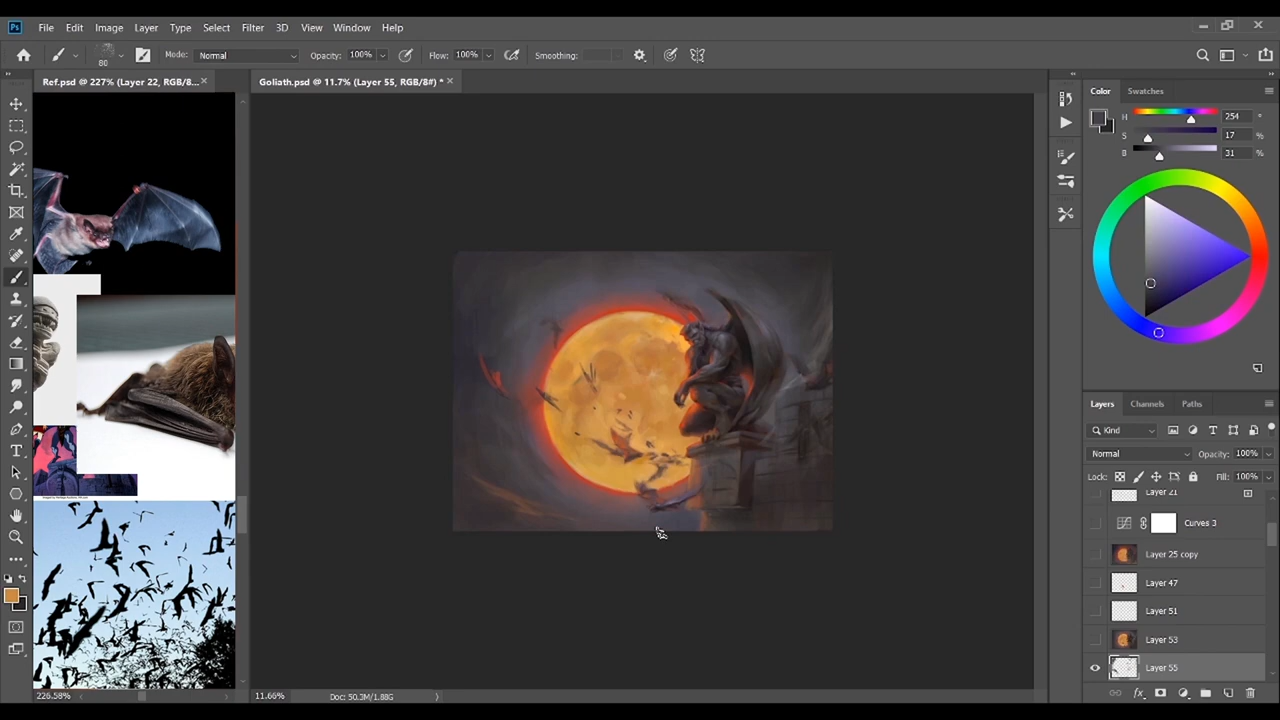 Ps File Edit Image Layer Type Select Filter 3D View Window Help
80 Mode: Normal Opacity: 100% Flow: 100% Smoothing:
Ref.psd @ 227% (Layer 22, RGB/8... × Goliath.psd @ 11.7% (Layer 55, RGB/8#) * ×
Color Swatches
H 254 °
S 17 %
B 31 %
Layers Channels Paths
Kind
Normal Opacity: 100%
Lock: Fill: 100%
Layer 21
Curves 3
Layer 25 copy
Layer 47
Layer 51
Layer 53
Layer 55
226.58% 11.66% Doc: 50.3M/1.88G